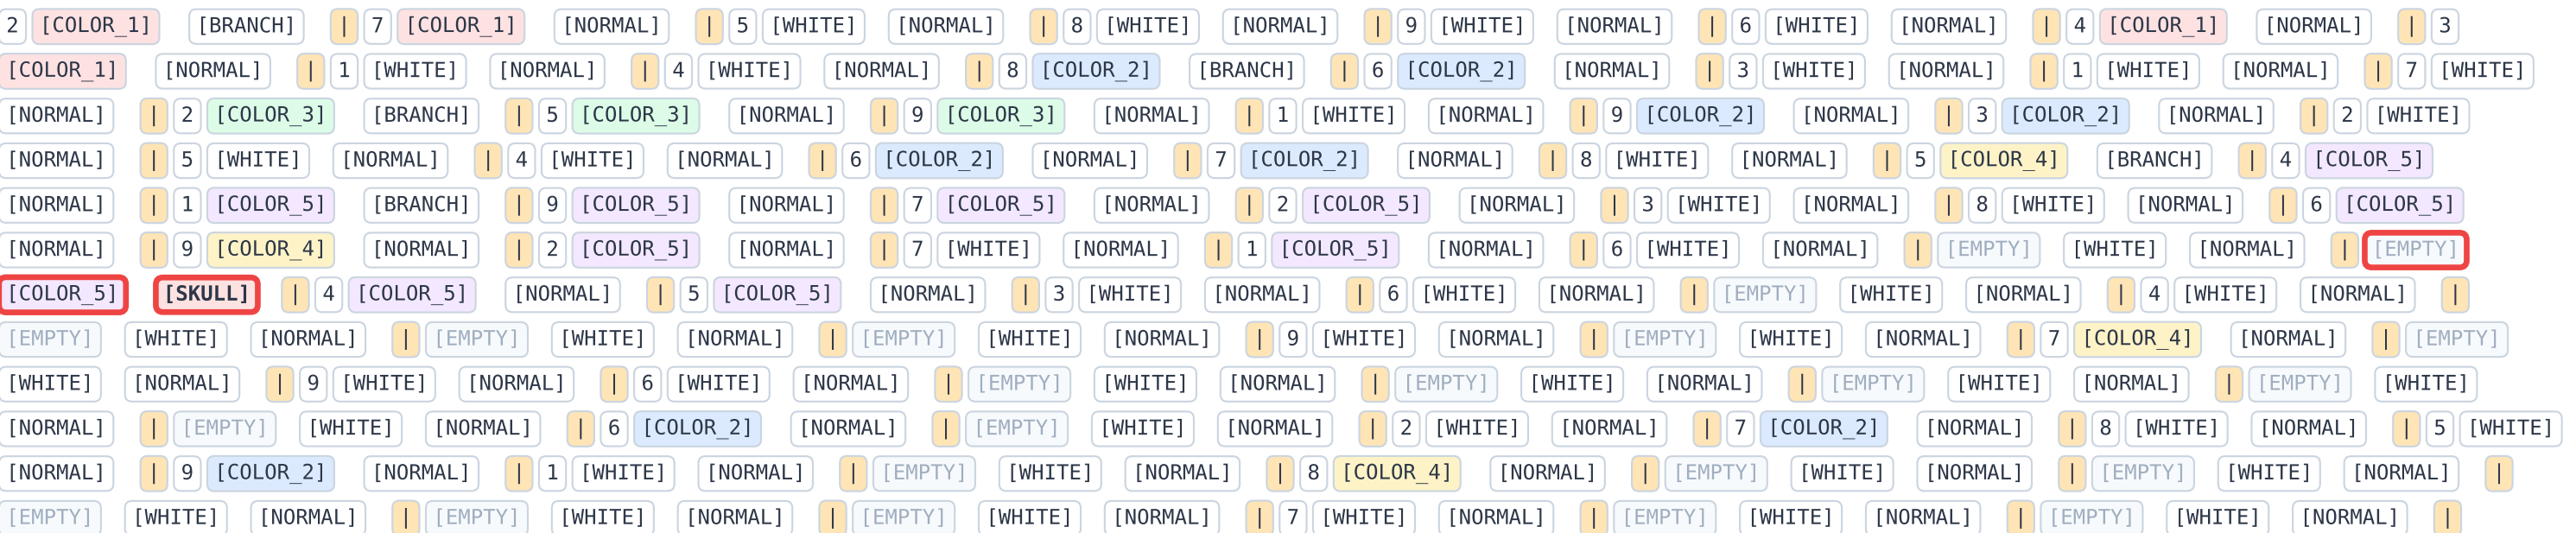 2 [COLOR_1] [BRANCH] | 7 [COLOR_1] [NORMAL] | 5 [WHITE] [NORMAL] | 8 [WHITE] [NORMAL] | 9 [WHITE] [NORMAL] | 6 [WHITE] [NORMAL] | 4 [COLOR_1] [NORMAL] | 3
[COLOR_1] [NORMAL] | 1 [WHITE] [NORMAL] | 4 [WHITE] [NORMAL] | 8 [COLOR_2] [BRANCH] | 6 [COLOR_2] [NORMAL] | 3 [WHITE] [NORMAL] | 1 [WHITE] [NORMAL] | 7 [WHITE]
[NORMAL] | 2 [COLOR_3] [BRANCH] | 5 [COLOR_3] [NORMAL] | 9 [COLOR_3] [NORMAL] | 1 [WHITE] [NORMAL] | 9 [COLOR_2] [NORMAL] | 3 [COLOR_2] [NORMAL] | 2 [WHITE]
[NORMAL] | 5 [WHITE] [NORMAL] | 4 [WHITE] [NORMAL] | 6 [COLOR_2] [NORMAL] | 7 [COLOR_2] [NORMAL] | 8 [WHITE] [NORMAL] | 5 [COLOR_4] [BRANCH] | 4 [COLOR_5]
[NORMAL] | 1 [COLOR_5] [BRANCH] | 9 [COLOR_5] [NORMAL] | 7 [COLOR_5] [NORMAL] | 2 [COLOR_5] [NORMAL] | 3 [WHITE] [NORMAL] | 8 [WHITE] [NORMAL] | 6 [COLOR_5]
[NORMAL] | 9 [COLOR_4] [NORMAL] | 2 [COLOR_5] [NORMAL] | 7 [WHITE] [NORMAL] | 1 [COLOR_5] [NORMAL] | 6 [WHITE] [NORMAL] | [EMPTY] [WHITE] [NORMAL] | [EMPTY]
[COLOR_5] [SKULL] | 4 [COLOR_5] [NORMAL] | 5 [COLOR_5] [NORMAL] | 3 [WHITE] [NORMAL] | 6 [WHITE] [NORMAL] | [EMPTY] [WHITE] [NORMAL] | 4 [WHITE] [NORMAL] |
[EMPTY] [WHITE] [NORMAL] | [EMPTY] [WHITE] [NORMAL] | [EMPTY] [WHITE] [NORMAL] | 9 [WHITE] [NORMAL] | [EMPTY] [WHITE] [NORMAL] | 7 [COLOR_4] [NORMAL] | [EMPTY]
[WHITE] [NORMAL] | 9 [WHITE] [NORMAL] | 6 [WHITE] [NORMAL] | [EMPTY] [WHITE] [NORMAL] | [EMPTY] [WHITE] [NORMAL] | [EMPTY] [WHITE] [NORMAL] | [EMPTY] [WHITE]
[NORMAL] | [EMPTY] [WHITE] [NORMAL] | 6 [COLOR_2] [NORMAL] | [EMPTY] [WHITE] [NORMAL] | 2 [WHITE] [NORMAL] | 7 [COLOR_2] [NORMAL] | 8 [WHITE] [NORMAL] | 5 [WHITE]
[NORMAL] | 9 [COLOR_2] [NORMAL] | 1 [WHITE] [NORMAL] | [EMPTY] [WHITE] [NORMAL] | 8 [COLOR_4] [NORMAL] | [EMPTY] [WHITE] [NORMAL] | [EMPTY] [WHITE] [NORMAL] |
[EMPTY] [WHITE] [NORMAL] | [EMPTY] [WHITE] [NORMAL] | [EMPTY] [WHITE] [NORMAL] | 7 [WHITE] [NORMAL] | [EMPTY] [WHITE] [NORMAL] | [EMPTY] [WHITE] [NORMAL] |